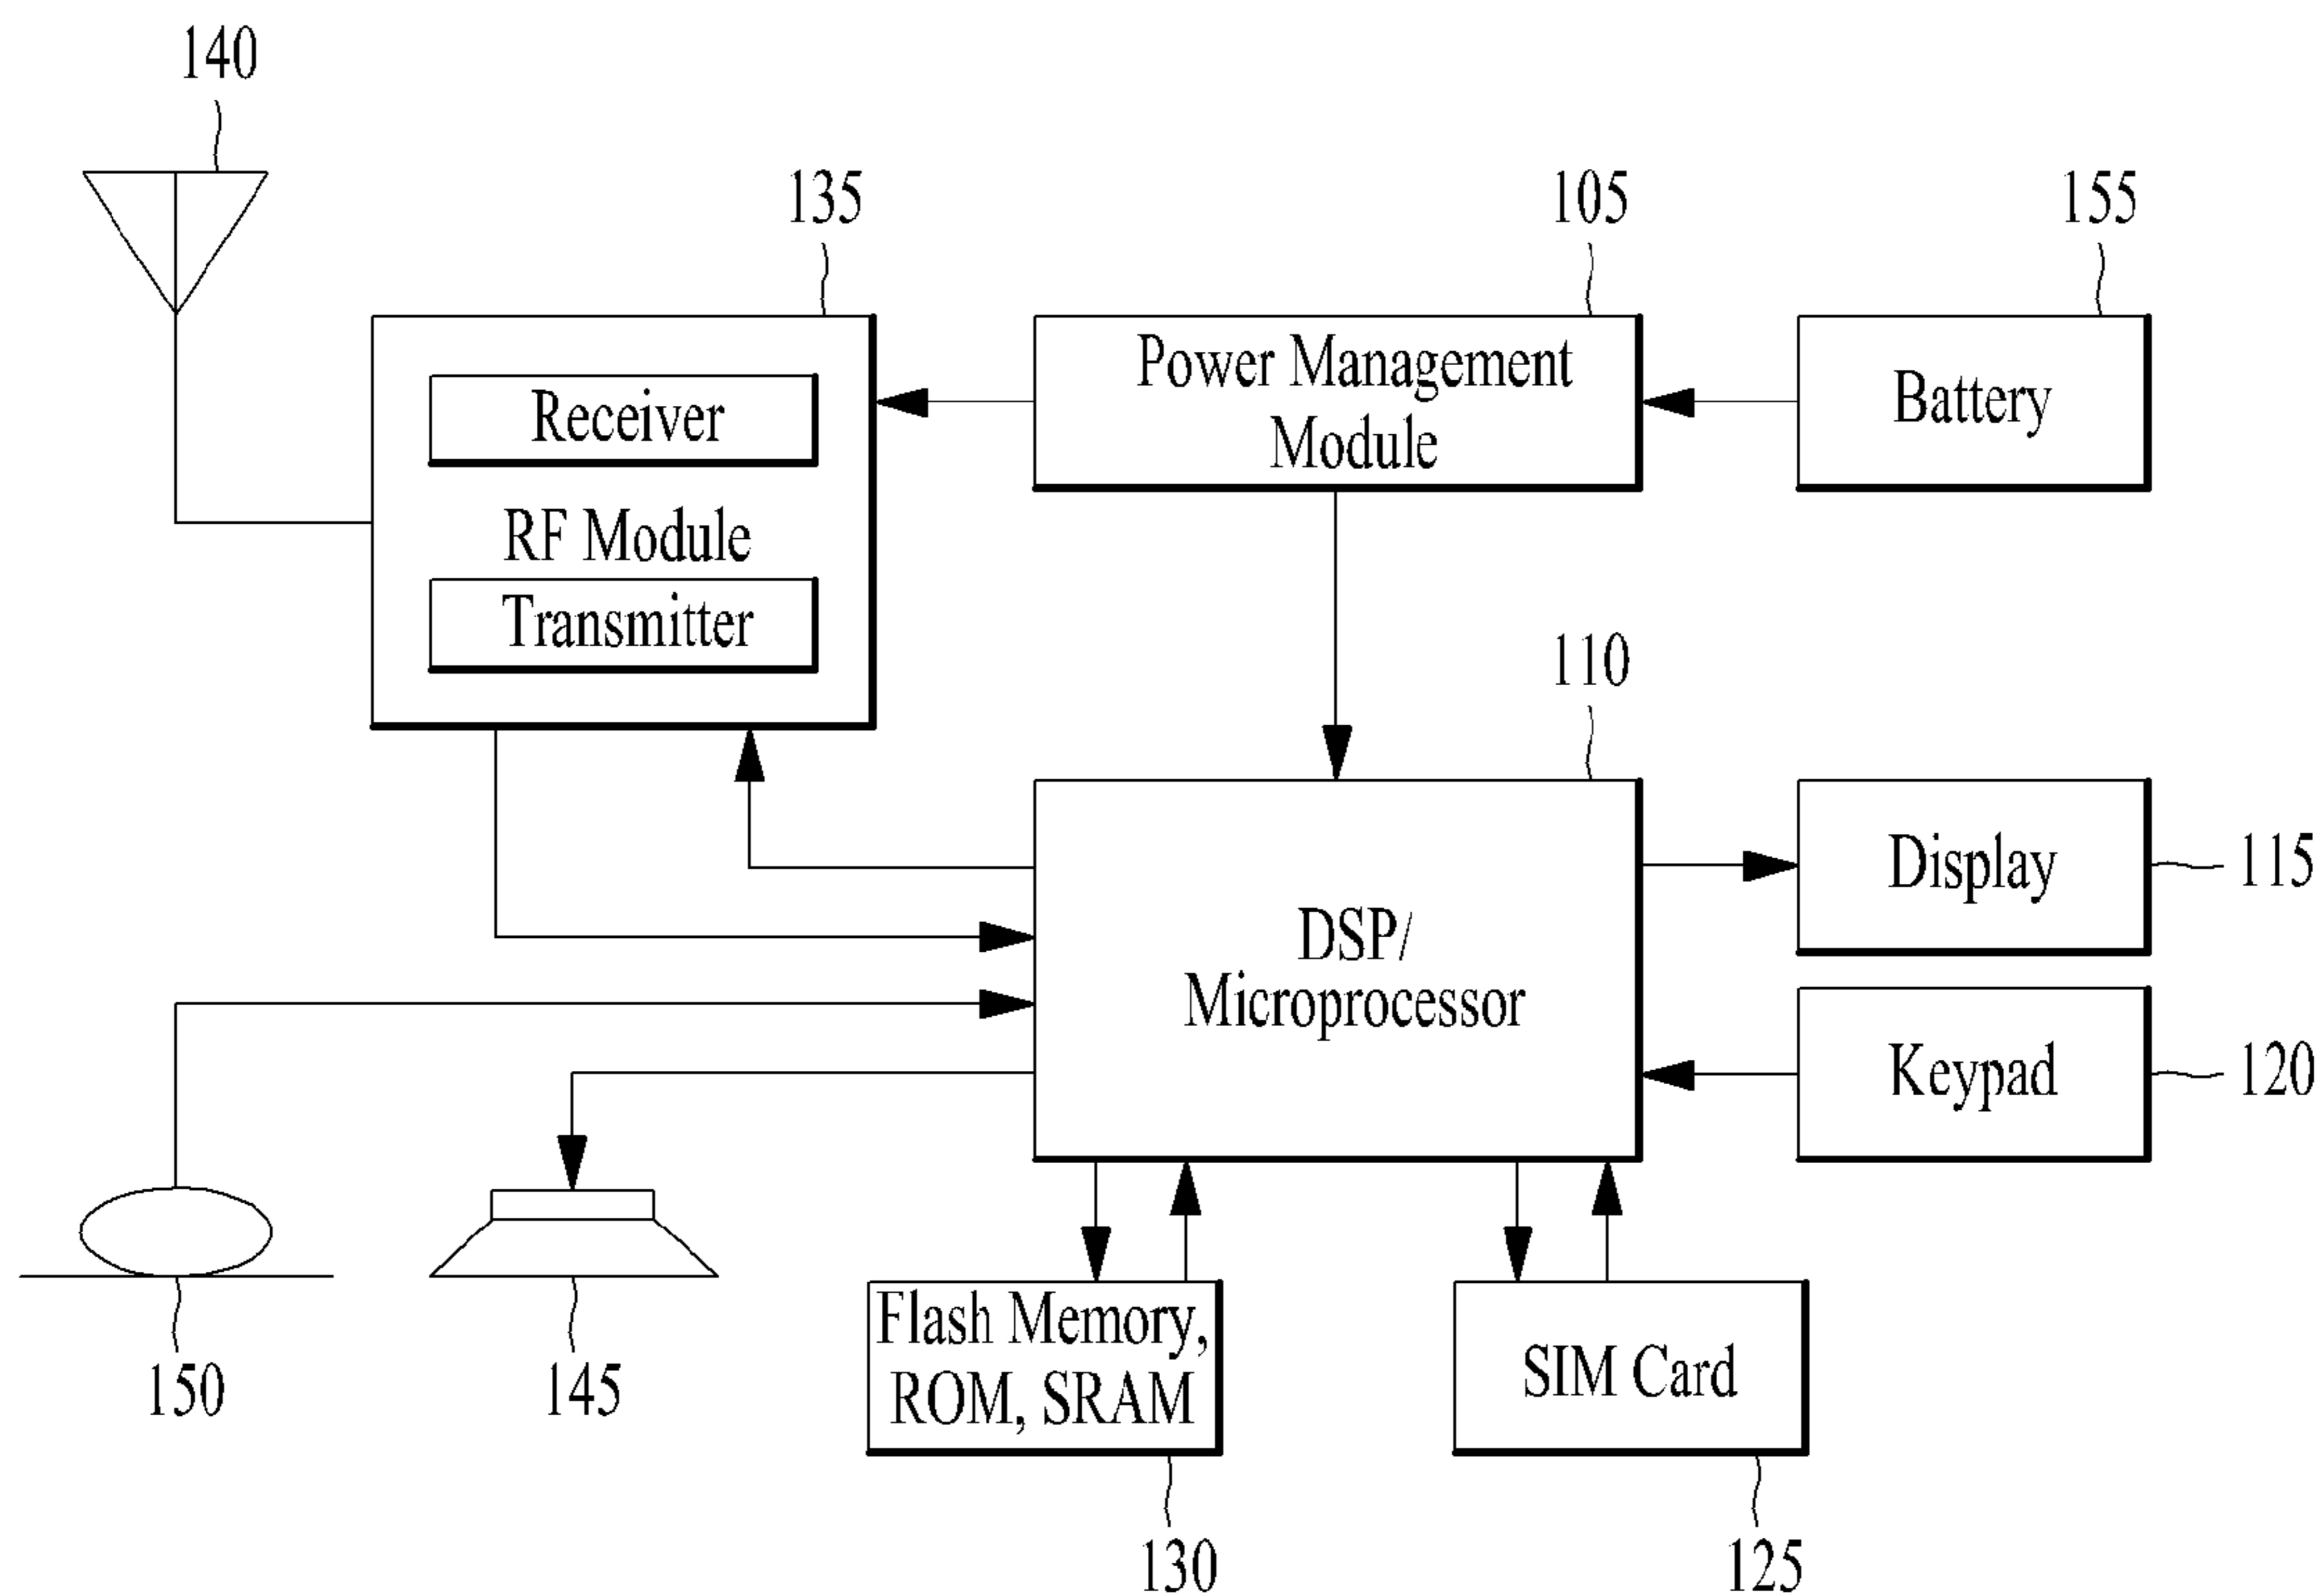 140
135
105
155
Receiver
RF Module
Transmitter
Power Management
Module
Battery
110
DSP/
Microprocessor
Display
115
Keypad
120
150
145
Flash Memory,
ROM, SRAM
SIM Card
130
125